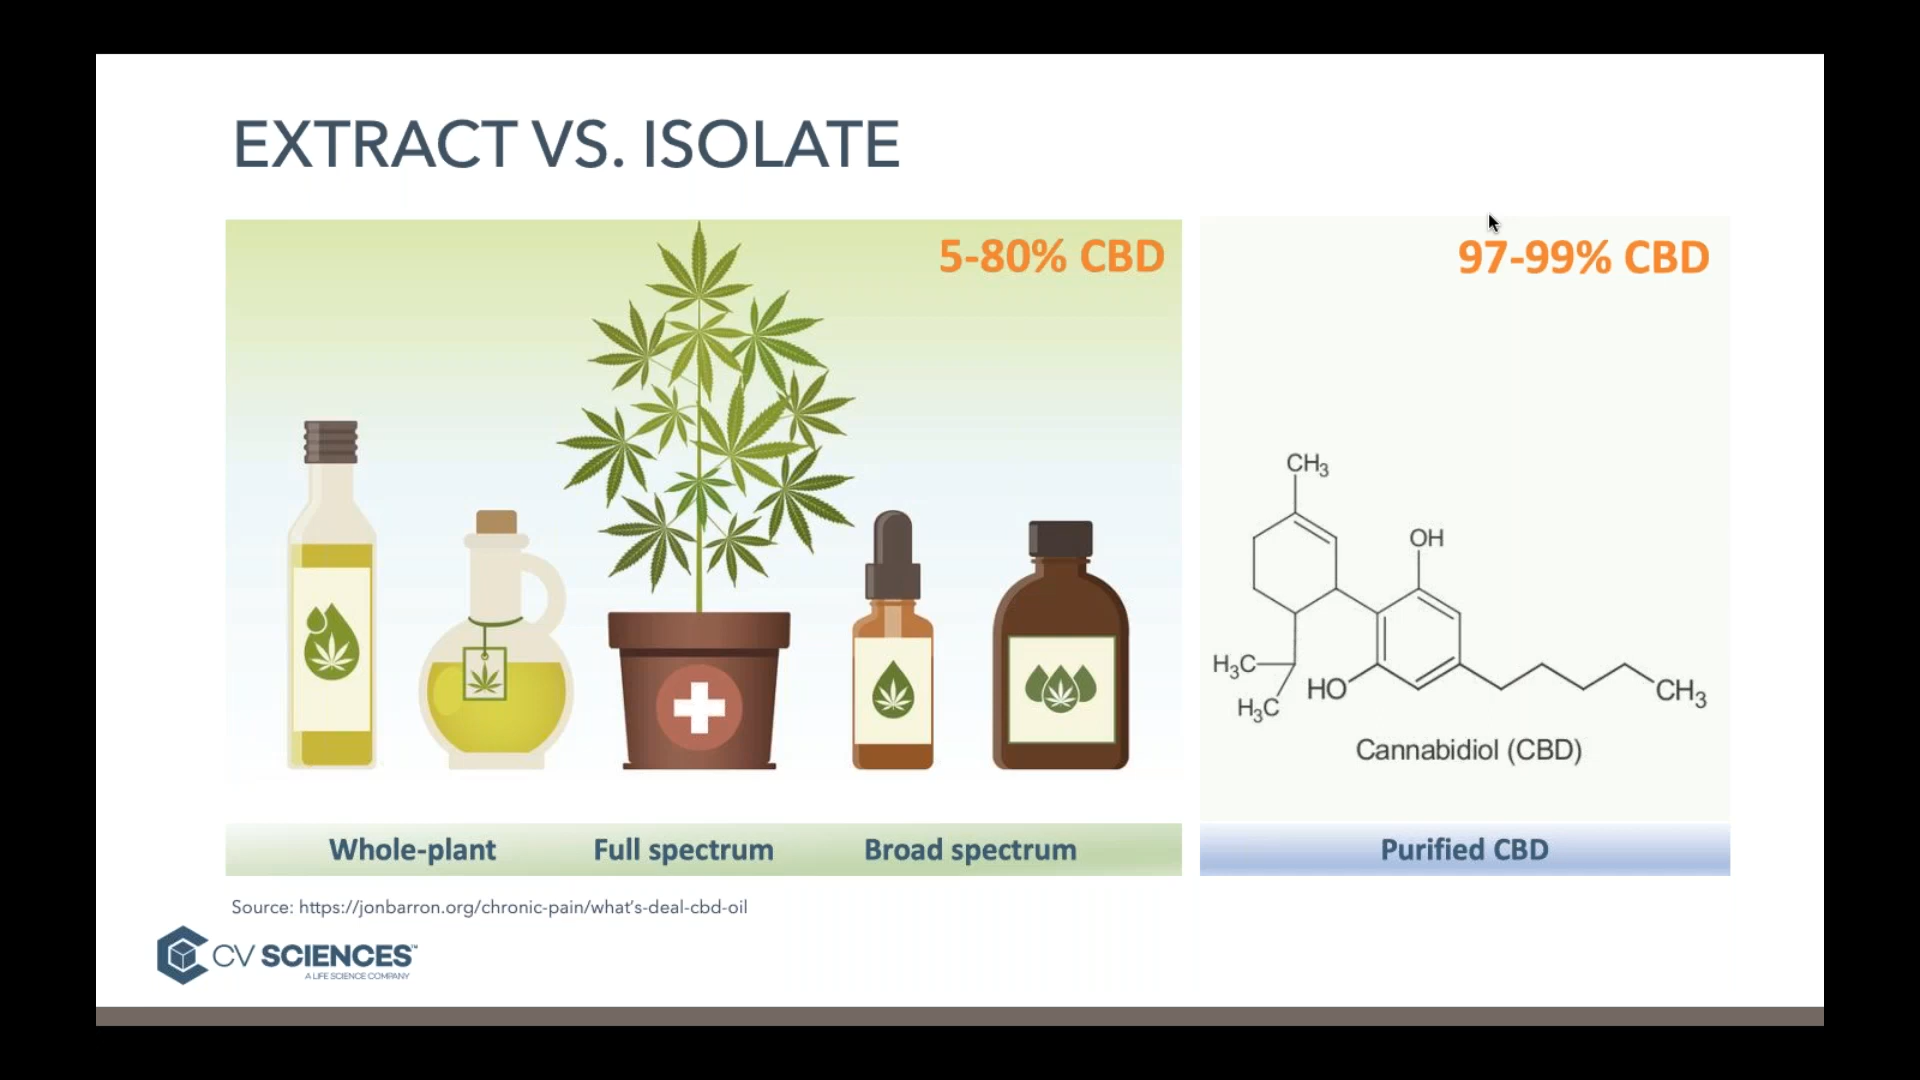 EXTRACT VS. ISOLATE
5-80% CBD
97-99% CBD
CH₃
OH
H₃C
H₃C
HO
CH₃
Cannabidiol (CBD)
Whole-plant Full spectrum Broad spectrum
Purified CBD
Source: https://jonbarron.org/chronic-pain/what's-deal-cbd-oil
CV SCIENCES™
A LIFE SCIENCE COMPANY